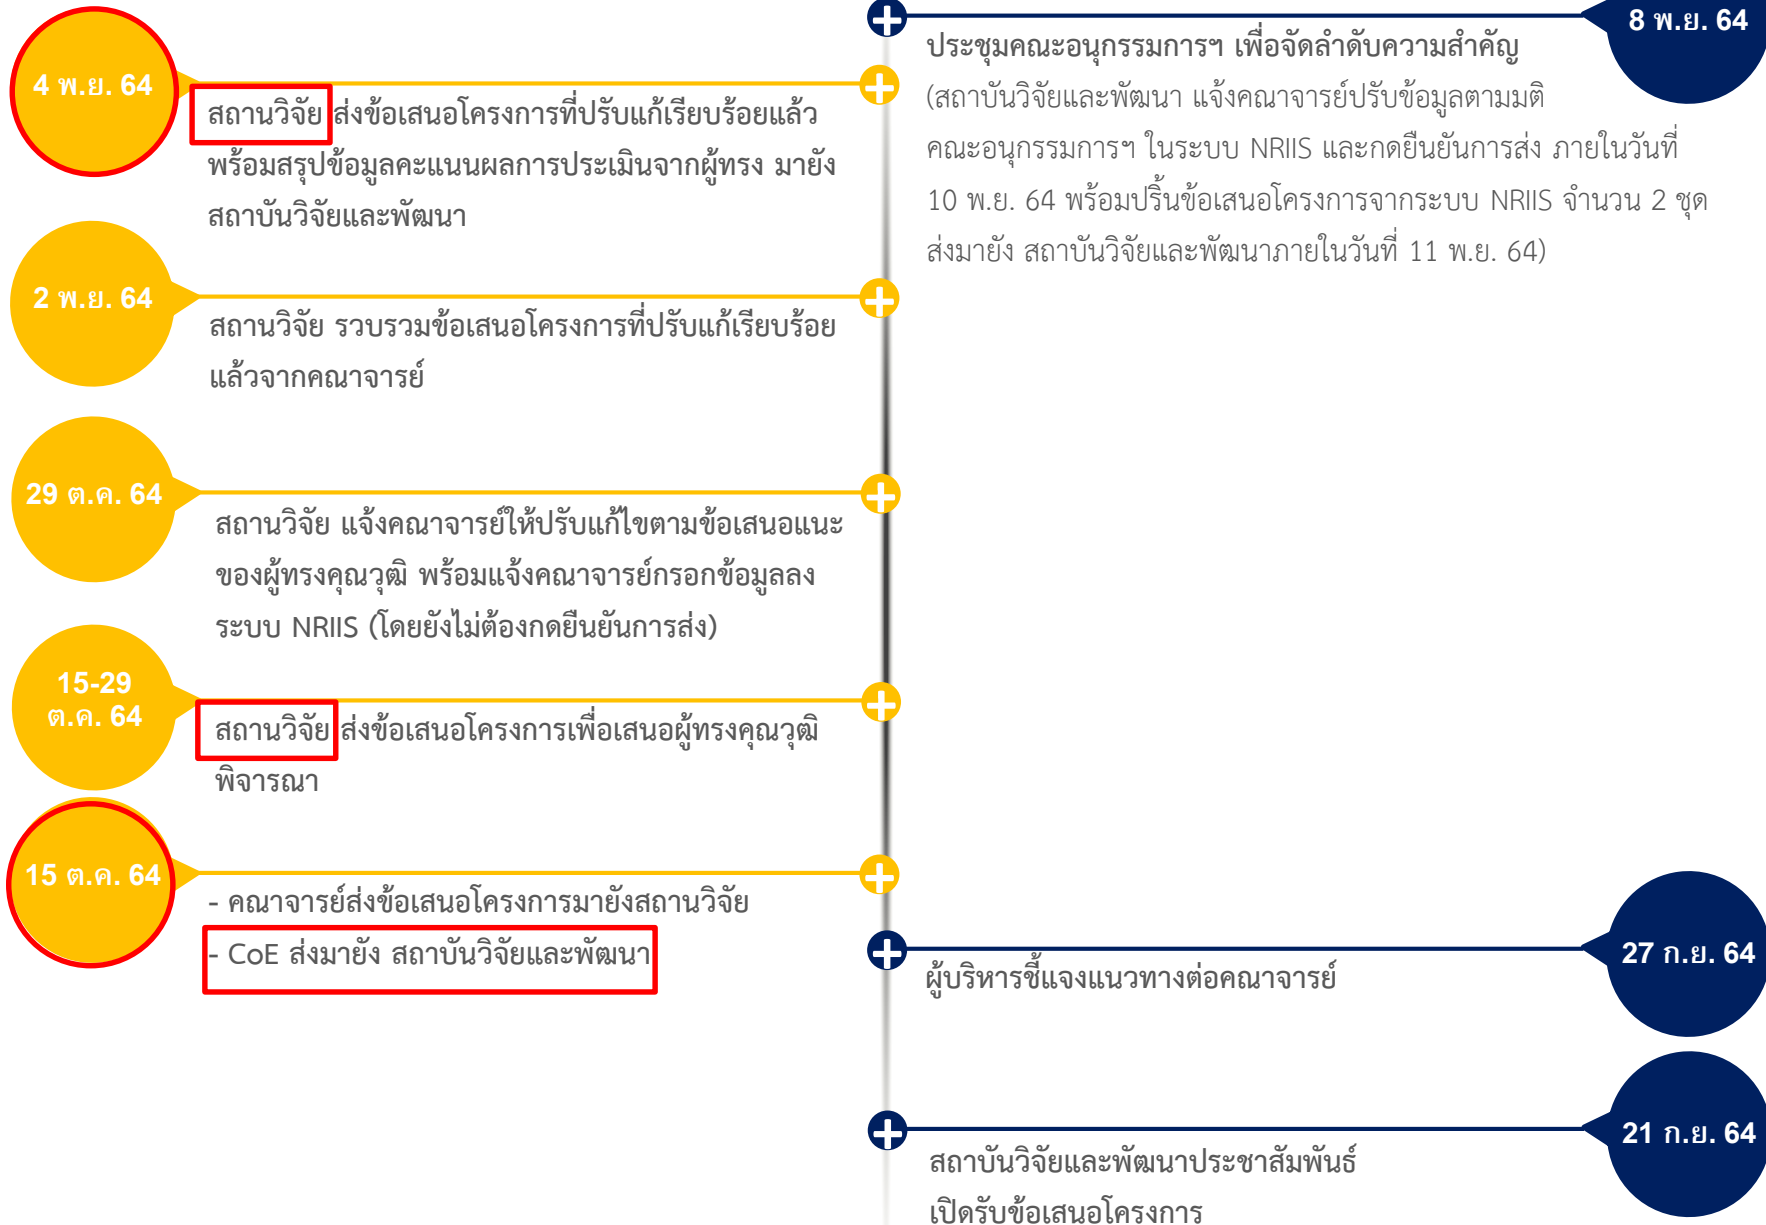 8 พ.ย. 64
ประชุมคณะอนุกรรมการฯ เพื่อจัดลำดับความสำคัญ
(สถาบันวิจัยและพัฒนา แจ้งคณาจารย์ปรับข้อมูลตามมติ
คณะอนุกรรมการฯ ในระบบ NRIIS และกดยืนยันการส่ง ภายในวันที่
10 พ.ย. 64 พร้อมปริ้นข้อเสนอโครงการจากระบบ NRIIS จำนวน 2 ชุด
ส่งมายัง สถาบันวิจัยและพัฒนาภายในวันที่ 11 พ.ย. 64)
4 พ.ย. 64
สถานวิจัย ส่งข้อเสนอโครงการที่ปรับแก้เรียบร้อยแล้ว
พร้อมสรุปข้อมูลคะแนนผลการประเมินจากผู้ทรง มายัง
สถาบันวิจัยและพัฒนา
2 พ.ย. 64
สถานวิจัย รวบรวมข้อเสนอโครงการที่ปรับแก้เรียบร้อย
แล้วจากคณาจารย์
29 ต.ค. 64
สถานวิจัย แจ้งคณาจารย์ให้ปรับแก้ไขตามข้อเสนอแนะ
ของผู้ทรงคุณวุฒิ พร้อมแจ้งคณาจารย์กรอกข้อมูลลง
ระบบ NRIIS (โดยยังไม่ต้องกดยืนยันการส่ง)
15-29
ต.ค. 64
สถานวิจัย ส่งข้อเสนอโครงการเพื่อเสนอผู้ทรงคุณวุฒิ
พิจารณา
15 ต.ค. 64
- คณาจารย์ส่งข้อเสนอโครงการมายังสถานวิจัย
- CoE ส่งมายัง สถาบันวิจัยและพัฒนา
27 ก.ย. 64
ผู้บริหารชี้แจงแนวทางต่อคณาจารย์
21 ก.ย. 64
สถาบันวิจัยและพัฒนาประชาสัมพันธ์
เปิดรับข้อเสนอโครงการ